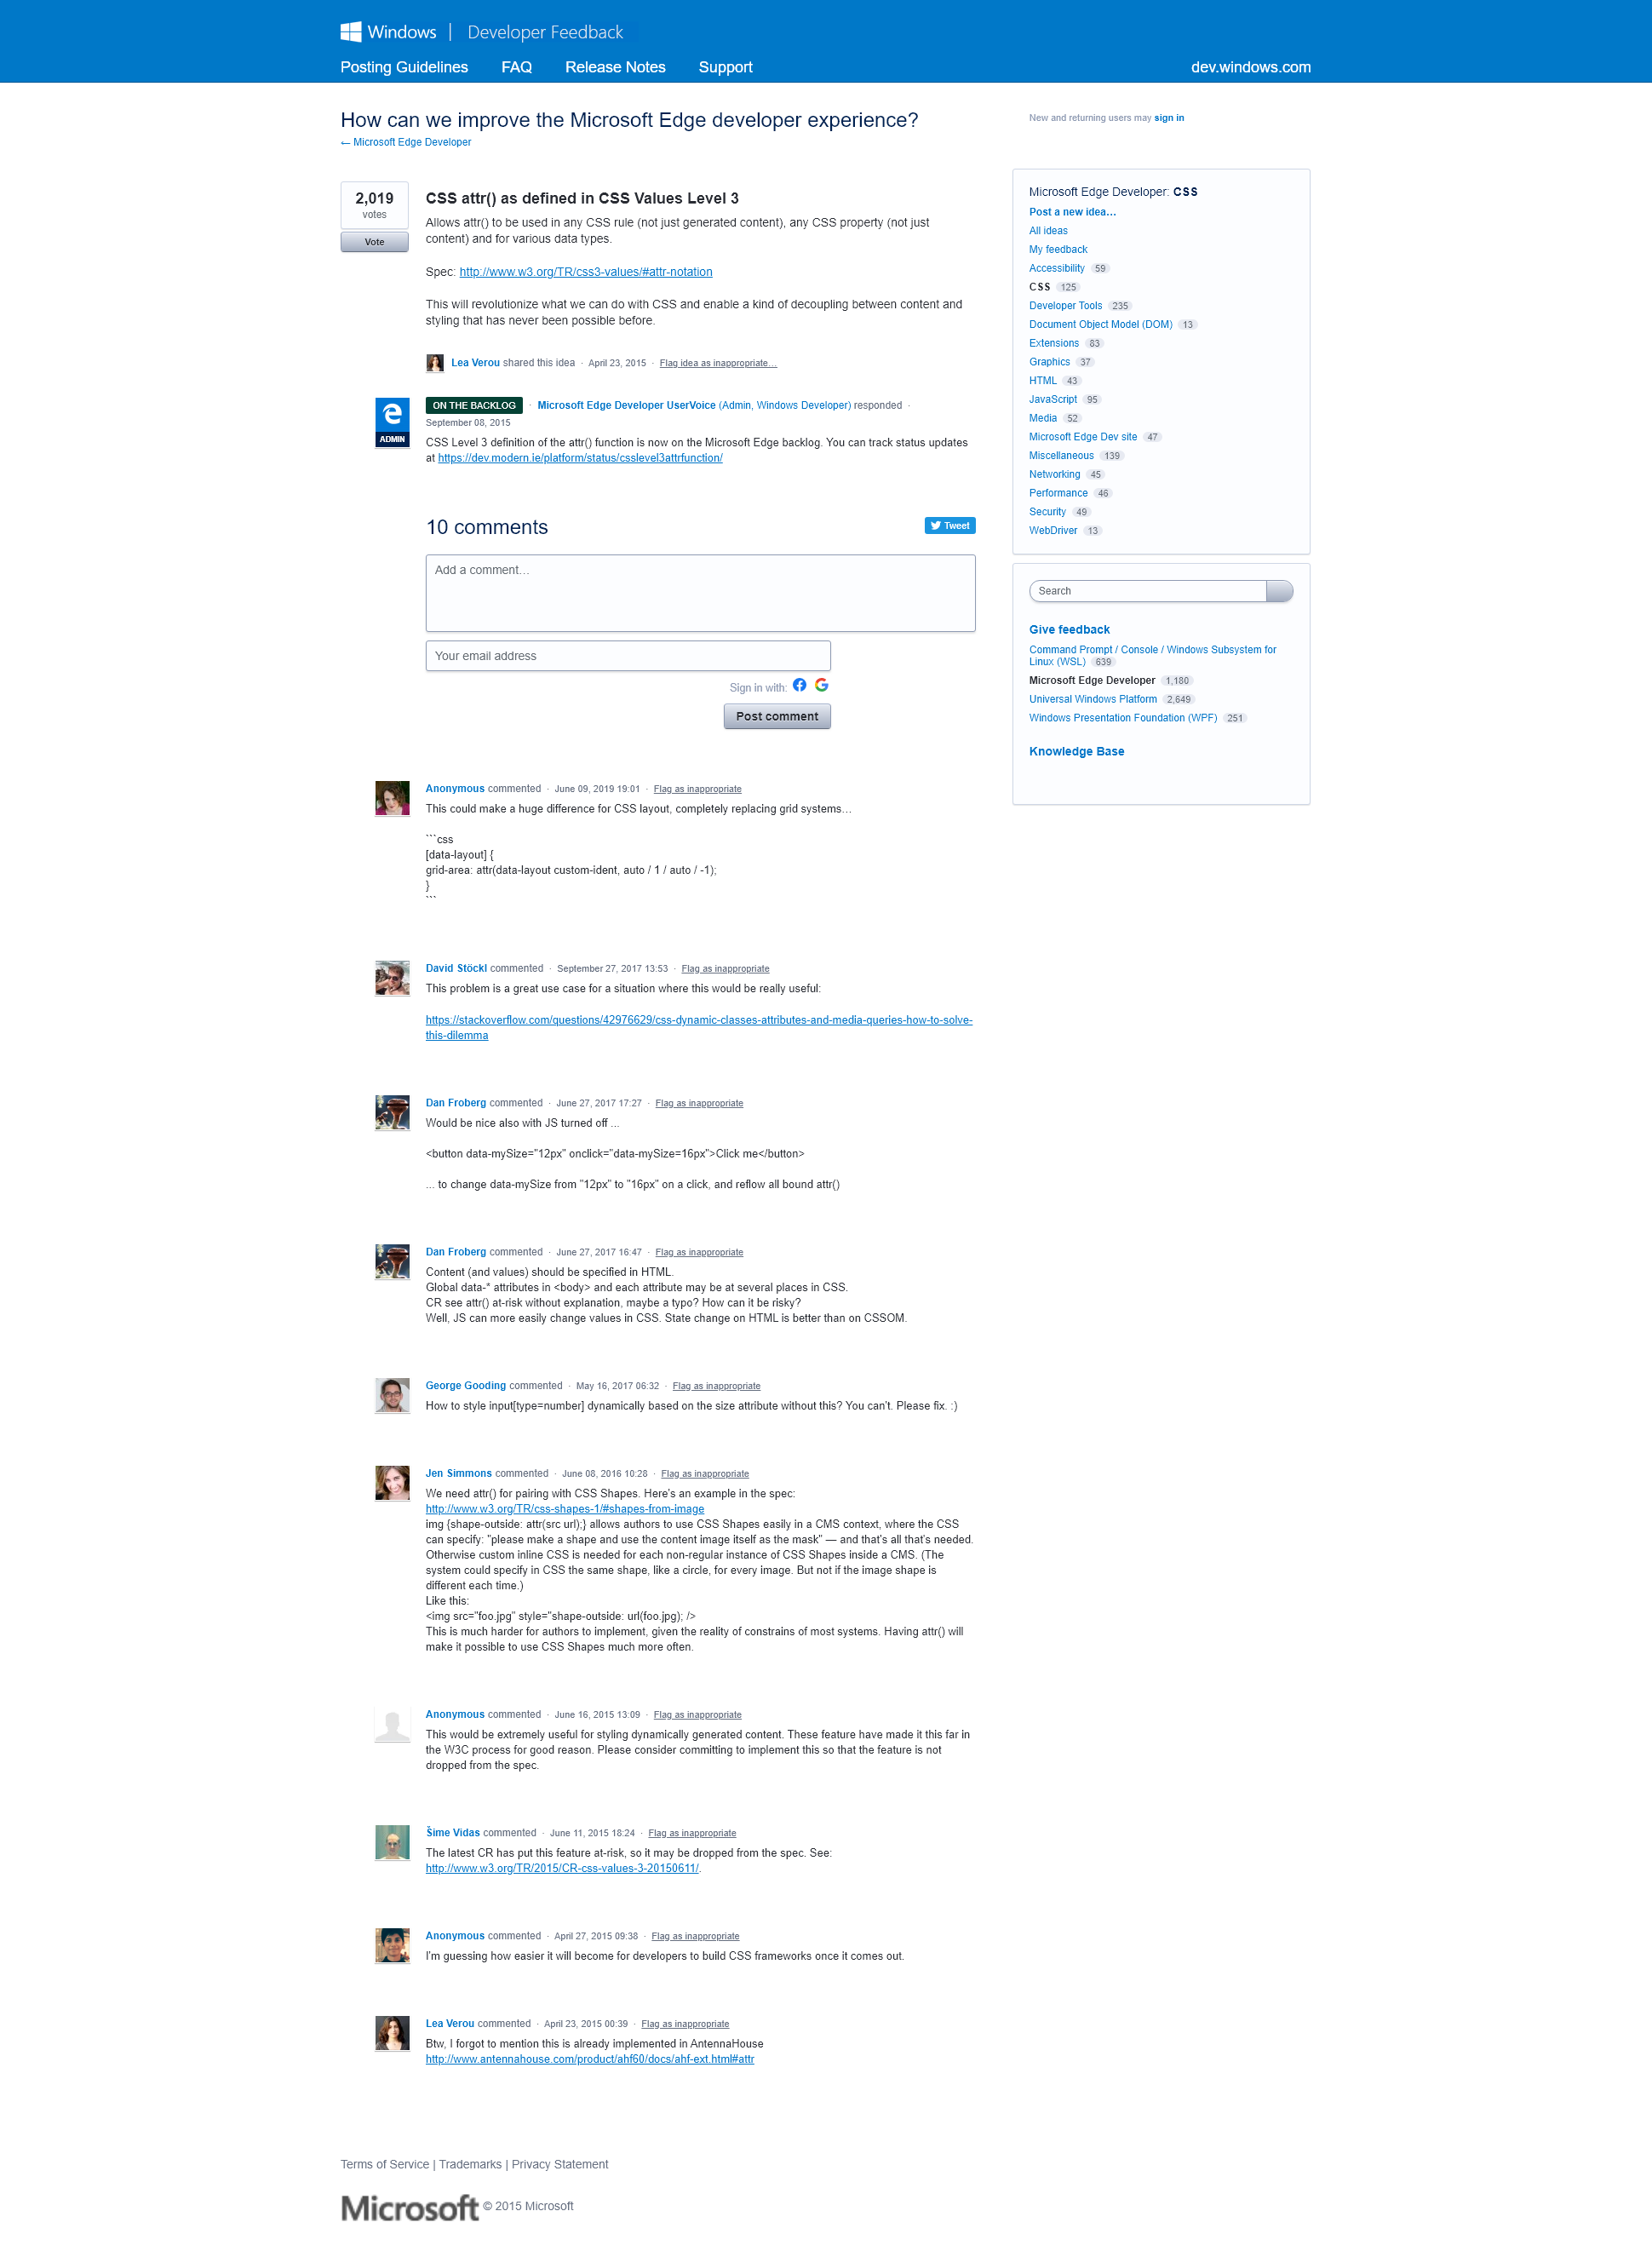 Windows | Developer Feedback
Posting Guidelines FAQ Release Notes Support dev.windows.com
How can we improve the Microsoft Edge developer experience?
← Microsoft Edge Developer
New and returning users may sign in
2,019
votes
Vote
CSS attr() as defined in CSS Values Level 3
Allows attr() to be used in any CSS rule (not just generated content), any CSS property (not just
content) and for various data types.
Spec: http://www.w3.org/TR/css3-values/#attr-notation
This will revolutionize what we can do with CSS and enable a kind of decoupling between content and
styling that has never been possible before.
Lea Verou shared this idea · April 23, 2015 · Flag idea as inappropriate…
ADMIN
ON THE BACKLOG · Microsoft Edge Developer UserVoice (Admin, Windows Developer) responded ·
September 08, 2015
CSS Level 3 definition of the attr() function is now on the Microsoft Edge backlog. You can track status updates
at https://dev.modern.ie/platform/status/csslevel3attrfunction/
10 comments
Tweet
Add a comment…
Your email address
Sign in with:
Post comment
Anonymous commented · June 09, 2019 19:01 · Flag as inappropriate
This could make a huge difference for CSS layout, completely replacing grid systems…
```css
[data-layout] {
grid-area: attr(data-layout custom-ident, auto / 1 / auto / -1);
}
```
David Stöckl commented · September 27, 2017 13:53 · Flag as inappropriate
This problem is a great use case for a situation where this would be really useful:
https://stackoverflow.com/questions/42976629/css-dynamic-classes-attributes-and-media-queries-how-to-solve-
this-dilemma
Dan Froberg commented · June 27, 2017 17:27 · Flag as inappropriate
Would be nice also with JS turned off ...
<button data-mySize="12px" onclick="data-mySize=16px">Click me</button>
... to change data-mySize from "12px" to "16px" on a click, and reflow all bound attr()
Dan Froberg commented · June 27, 2017 16:47 · Flag as inappropriate
Content (and values) should be specified in HTML.
Global data-* attributes in <body> and each attribute may be at several places in CSS.
CR see attr() at-risk without explanation, maybe a typo? How can it be risky?
Well, JS can more easily change values in CSS. State change on HTML is better than on CSSOM.
George Gooding commented · May 16, 2017 06:32 · Flag as inappropriate
How to style input[type=number] dynamically based on the size attribute without this? You can't. Please fix. :)
Jen Simmons commented · June 08, 2016 10:28 · Flag as inappropriate
We need attr() for pairing with CSS Shapes. Here's an example in the spec:
http://www.w3.org/TR/css-shapes-1/#shapes-from-image
img {shape-outside: attr(src url);} allows authors to use CSS Shapes easily in a CMS context, where the CSS
can specify: "please make a shape and use the content image itself as the mask" — and that's all that's needed.
Otherwise custom inline CSS is needed for each non-regular instance of CSS Shapes inside a CMS. (The
system could specify in CSS the same shape, like a circle, for every image. But not if the image shape is
different each time.)
Like this:
<img src="foo.jpg" style="shape-outside: url(foo.jpg); />
This is much harder for authors to implement, given the reality of constrains of most systems. Having attr() will
make it possible to use CSS Shapes much more often.
Anonymous commented · June 16, 2015 13:09 · Flag as inappropriate
This would be extremely useful for styling dynamically generated content. These feature have made it this far in
the W3C process for good reason. Please consider committing to implement this so that the feature is not
dropped from the spec.
Šime Vidas commented · June 11, 2015 18:24 · Flag as inappropriate
The latest CR has put this feature at-risk, so it may be dropped from the spec. See:
http://www.w3.org/TR/2015/CR-css-values-3-20150611/.
Anonymous commented · April 27, 2015 09:38 · Flag as inappropriate
I'm guessing how easier it will become for developers to build CSS frameworks once it comes out.
Lea Verou commented · April 23, 2015 00:39 · Flag as inappropriate
Btw, I forgot to mention this is already implemented in AntennaHouse
http://www.antennahouse.com/product/ahf60/docs/ahf-ext.html#attr
Microsoft Edge Developer: CSS
Post a new idea…
All ideas
My feedback
Accessibility 59
CSS 125
Developer Tools 235
Document Object Model (DOM) 13
Extensions 83
Graphics 37
HTML 43
JavaScript 95
Media 52
Microsoft Edge Dev site 47
Miscellaneous 139
Networking 45
Performance 46
Security 49
WebDriver 13
Search
Give feedback
Command Prompt / Console / Windows Subsystem for
Linux (WSL) 639
Microsoft Edge Developer 1,180
Universal Windows Platform 2,649
Windows Presentation Foundation (WPF) 251
Knowledge Base
Terms of Service | Trademarks | Privacy Statement
Microsoft © 2015 Microsoft